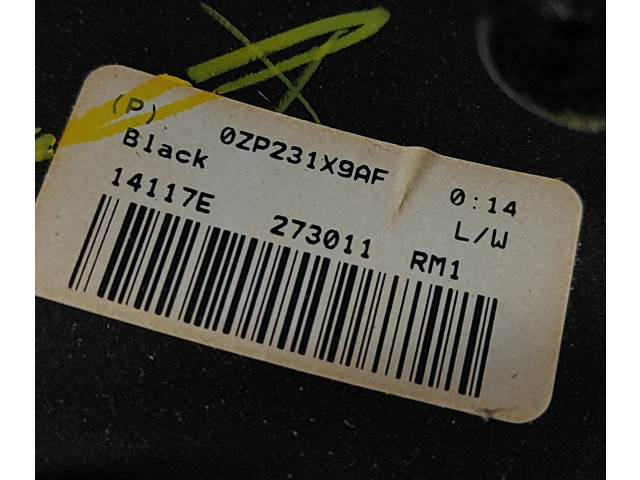 (P) 0ZP231X9AF 0:14
Black L/W
14117E 273011 RM1